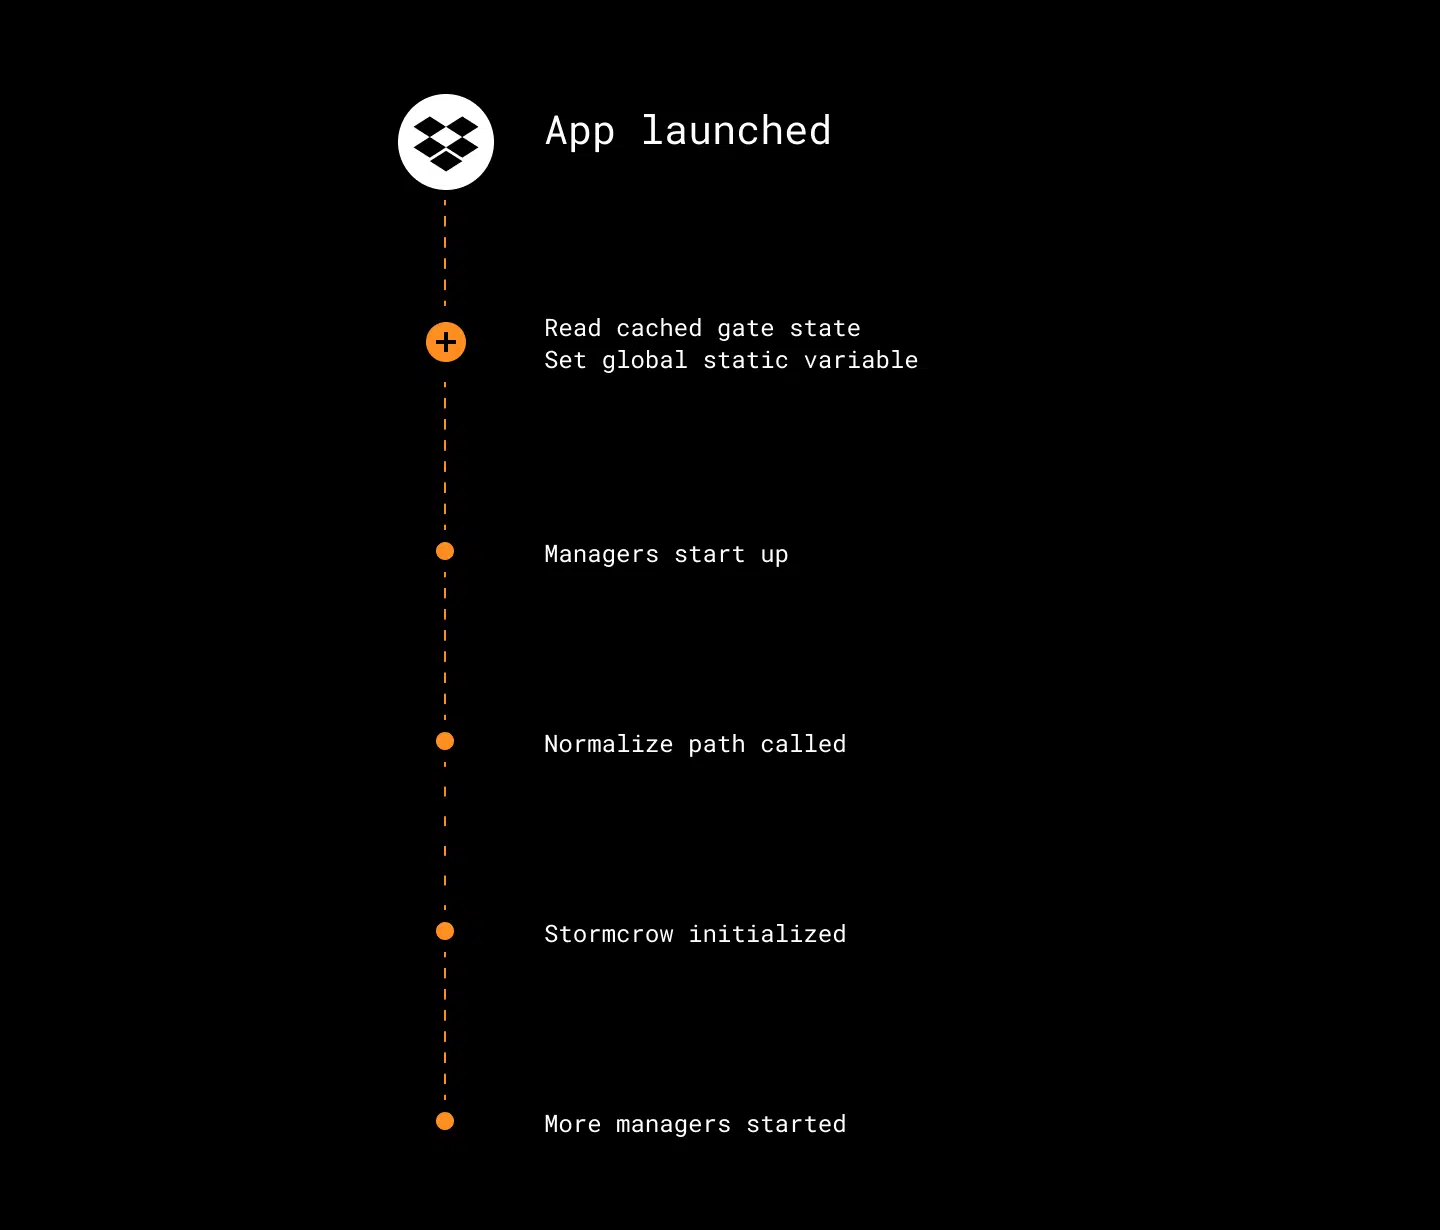 App launched
Read cached gate state
Set global static variable
Managers start up
Normalize path called
Stormcrow initialized
More managers started